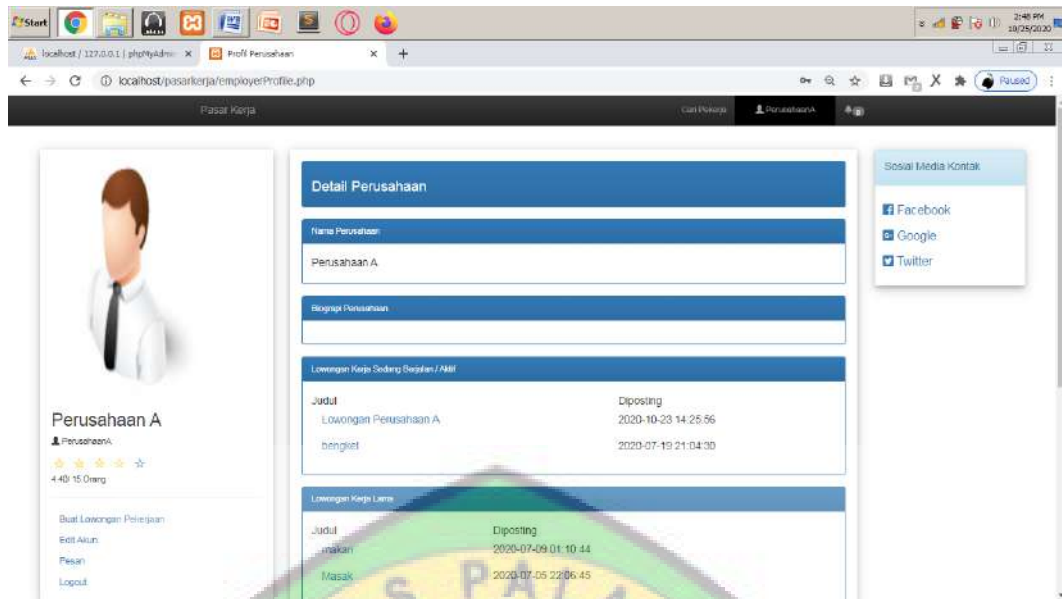 Start
2:48 PM
10/25/2020
localhost / 127.0.0.1 | phpMyAdmi
Profil Perusahaan
localhost/pasarkerja/employerProfile.php
Paused
Pasar Kerja
Cari Pekerja
PerusahaanA
Detail Perusahaan
Nama Perusahaan
Perusahaan A
Biograpi Perusahaan
Lowongan Kerja Sedang Berjalan / Aktif
Judul Diposting
Lowongan Perusahaan A 2020-10-23 14:25:56
bengkel 2020-07-19 21:04:30
Lowongan Kerja Lama
Judul Diposting
makan 2020-07-09 01:10:44
Masak 2020-07-05 22:06:45
Perusahaan A
PerusahaanA
4.40/ 15 Orang
Buat Lowongan Pekerjaan
Edit Akun
Pesan
Logout
Sosial Media Kontak
Facebook
Google
Twitter
S PAL